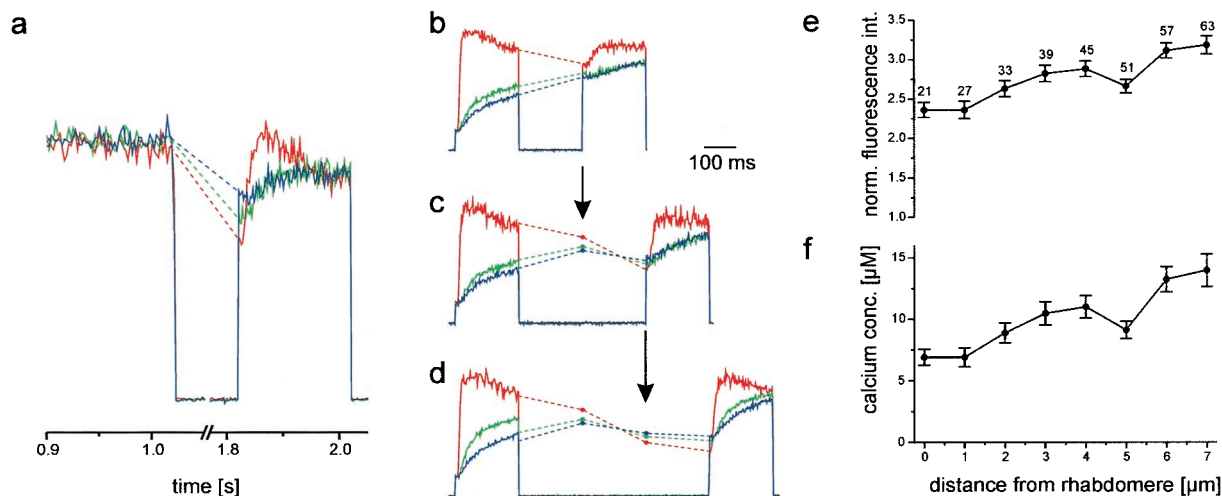 a
0.9
1.0
1.8
2.0
time [s]
b
100 ms
c
d
e
norm. fluorescence int.
3.5
3.0
2.5
2.0
1.5
1.0
21
27
33
39
45
51
57
63
f
calcium conc. [µM]
15
10
5
0
0
1
2
3
4
5
6
7
distance from rhabdomere [µm]